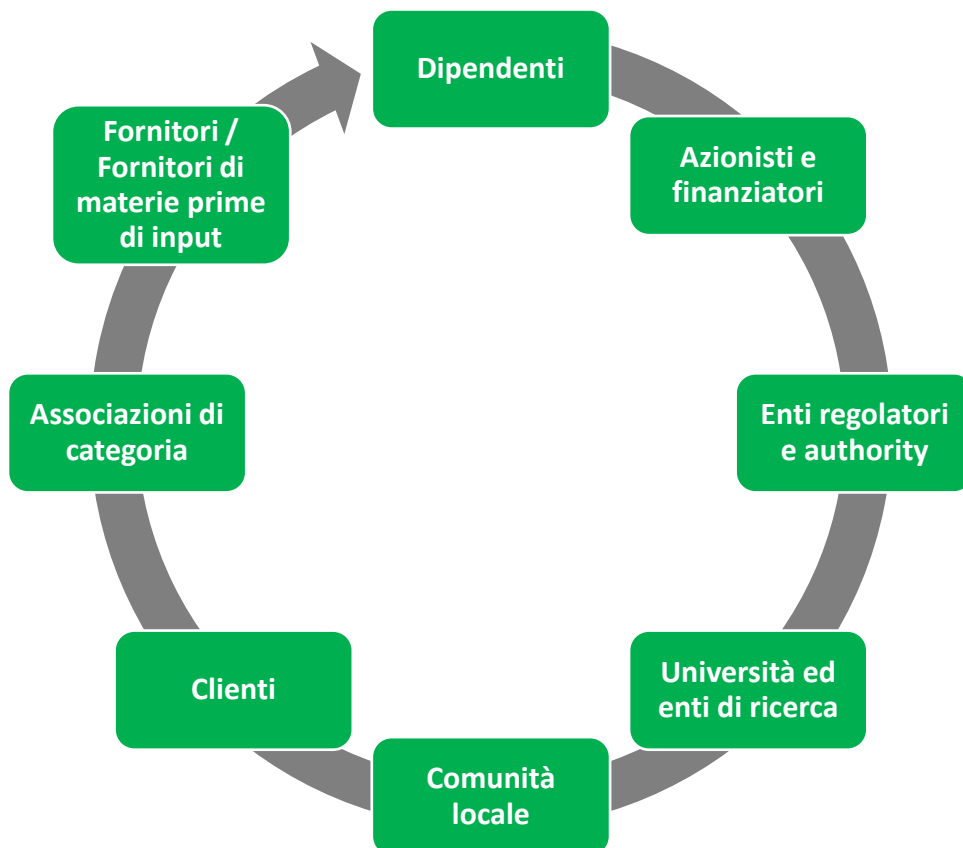 Dipendenti
Azionisti e
finanziatori
Enti regolatori
e authority
Università ed
enti di ricerca
Comunità
locale
Clienti
Associazioni di
categoria
Fornitori /
Fornitori di
materie prime
di input